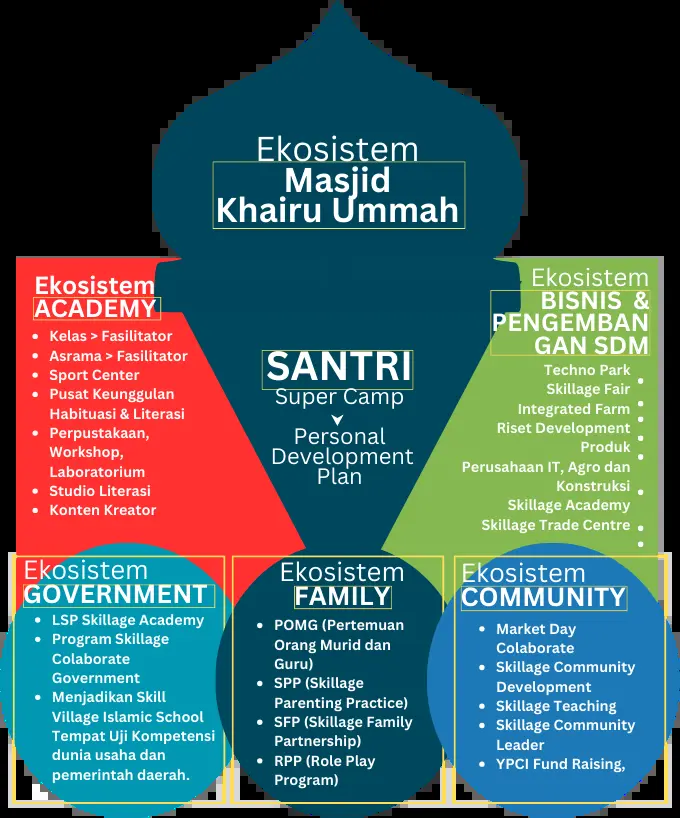 Ekosistem
Masjid
Khairu Ummah
Ekosistem
ACADEMY
Kelas > Fasilitator
Asrama > Fasilitator
Sport Center
Pusat Keunggulan
Habituasi & Literasi
Perpustakaan,
Workshop,
Laboratorium
Studio Literasi
Konten Kreator
SANTRI
Super Camp
Personal
Development
Plan
Ekosistem
BISNIS &
PENGEMBAN
GAN SDM
Techno Park
Skillage Fair
Integrated Farm
Riset Development
Produk
Perusahaan IT, Agro dan
Konstruksi
Skillage Academy
Skillage Trade Centre
Ekosistem
GOVERNMENT
LSP Skillage Academy
Program Skillage
Colaborate
Government
Menjadikan Skill
Village Islamic School
Tempat Uji Kompetensi
dunia usaha dan
pemerintah daerah.
Ekosistem
FAMILY
POMG (Pertemuan
Orang Murid dan
Guru)
SPP (Skillage
Parenting Practice)
SFP (Skillage Family
Partnership)
RPP (Role Play
Program)
Ekosistem
COMMUNITY
Market Day
Colaborate
Skillage Community
Development
Skillage Teaching
Skillage Community
Leader
YPCI Fund Raising,